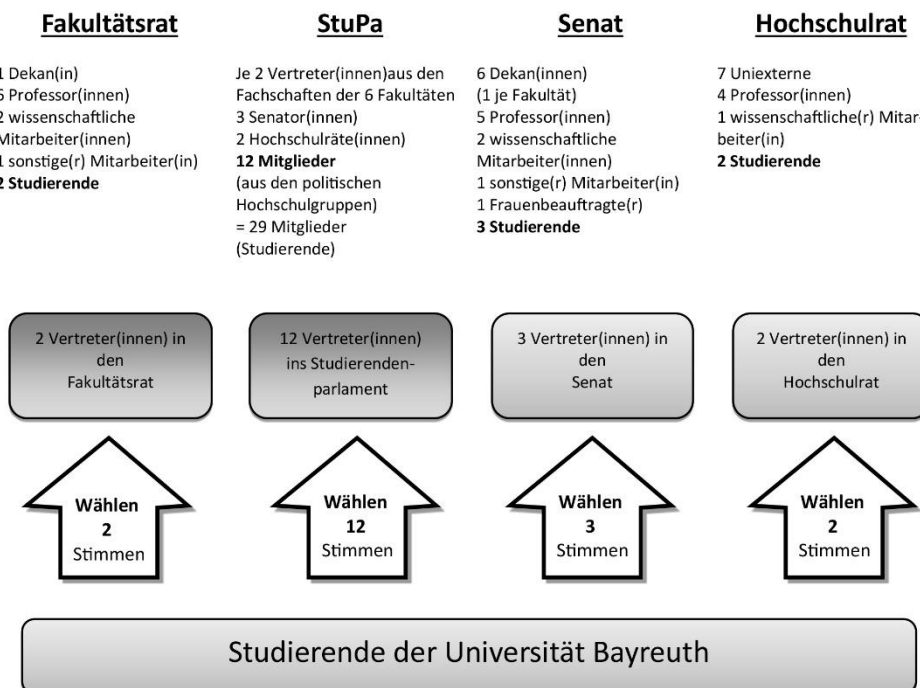 Fakultätsrat
1 Dekan(in)
Professor(innen)
2 wissenschaftliche
Mitarbeiter(innen)
1 sonstige(r) Mitarbeiter(in)
2 Studierende
StuPa
Je 2 Vertreter(innen)aus den
Fachschaften der 6 Fakultäten
3 Senator(innen)
2 Hochschulräte(innen)
12 Mitglieder
(aus den politischen
Hochschulgruppen)
= 29 Mitglieder
(Studierende)
Senat
6 Dekan(innen)
(1 je Fakultät)
5 Professor(innen)
2 wissenschaftliche
Mitarbeiter(innen)
1 sonstige(r) Mitarbeiter(in)
1 Frauenbeauftragte(r)
3 Studierende
Hochschulrat
7 Uniexterne
4 Professor(innen)
1 wissenschaftliche(r) Mitar-
beiter(in)
2 Studierende
2 Vertreter(innen) in
den
Fakultätsrat
12 Vertreter(innen)
ins Studierenden-
parlament
3 Vertreter(innen) in
den
Senat
2 Vertreter(innen) in
den
Hochschulrat
Wählen
2
Stimmen
Wählen
12
Stimmen
Wählen
3
Stimmen
Wählen
2
Stimmen
Studierende der Universität Bayreuth